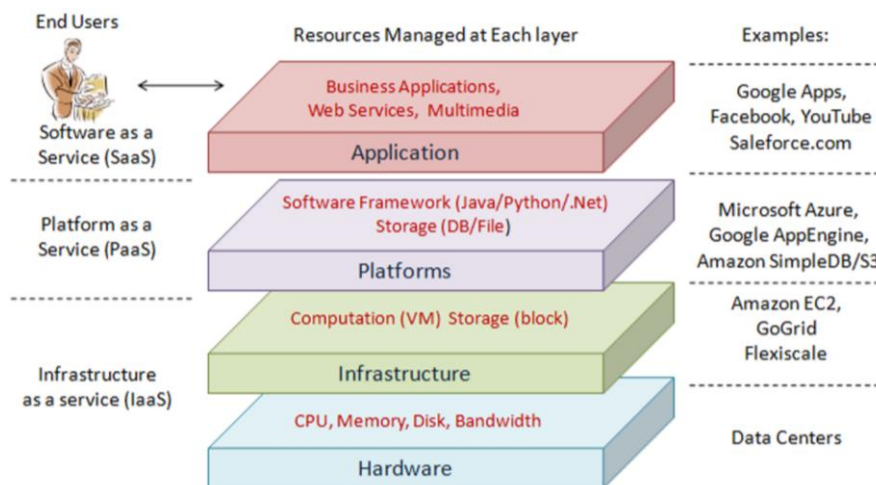 End Users
Resources Managed at Each layer
Examples:
Business Applications,
Web Services, Multimedia
Application
Software as a
Service (SaaS)
Google Apps,
Facebook, YouTube
Saleforce.com
Software Framework (Java/Python/.Net)
Storage (DB/File)
Platforms
Platform as a
Service (PaaS)
Microsoft Azure,
Google AppEngine,
Amazon SimpleDB/S3
Computation (VM) Storage (block)
Infrastructure
Amazon EC2,
GoGrid
Flexiscale
Infrastructure
as a service (IaaS)
CPU, Memory, Disk, Bandwidth
Hardware
Data Centers